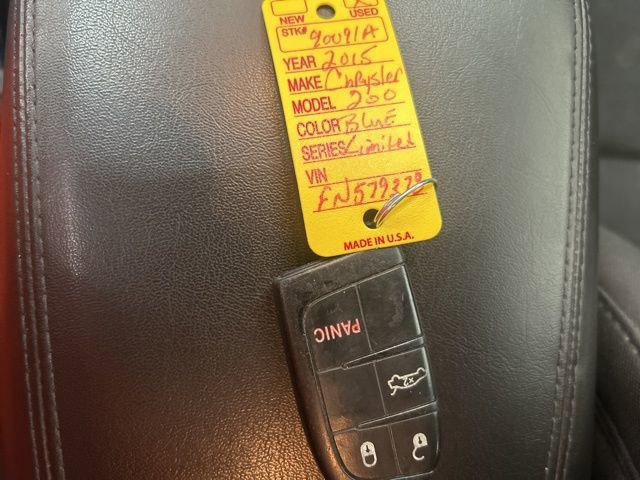 NEW USED
STK# 90091A
YEAR 2015
MAKE Chrysler
MODEL 200
COLOR BLUE
SERIES Limited
VIN
FN579378
MADE IN U.S.A.
PANIC
x2